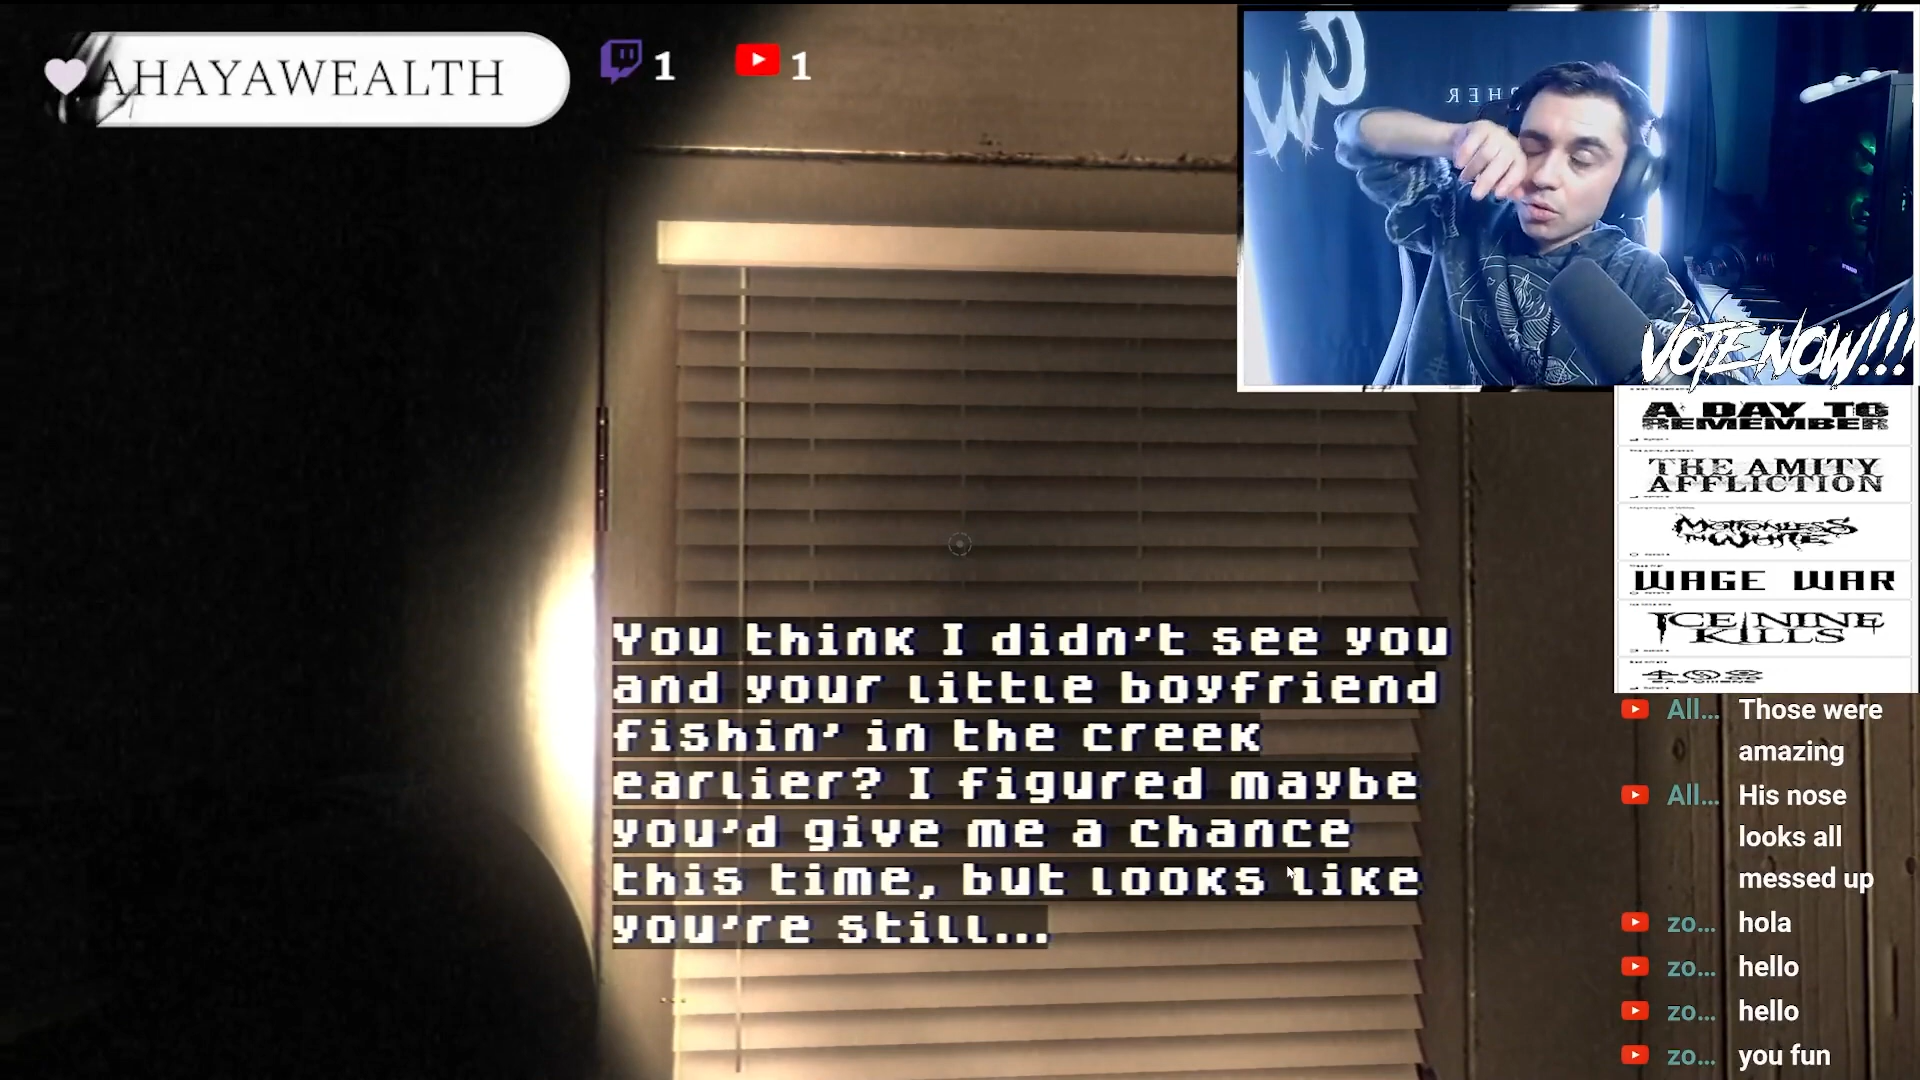 AHAYAWEALTH
1
1
VOTE NOW!!!
A DAY TO
REMEMBER
THE AMITY
AFFLICTION
MOTIONLESS
IN WHITE
WAGE WAR
ICE NINE
KILLS
You think I didn't see you
and your little boyfriend
fishin' in the creek
earlier? I figured maybe
you'd give me a chance
this time, but looks like
you're still...
All... Those were
amazing
All... His nose
looks all
messed up
zo... hola
zo... hello
zo... hello
zo... you fun